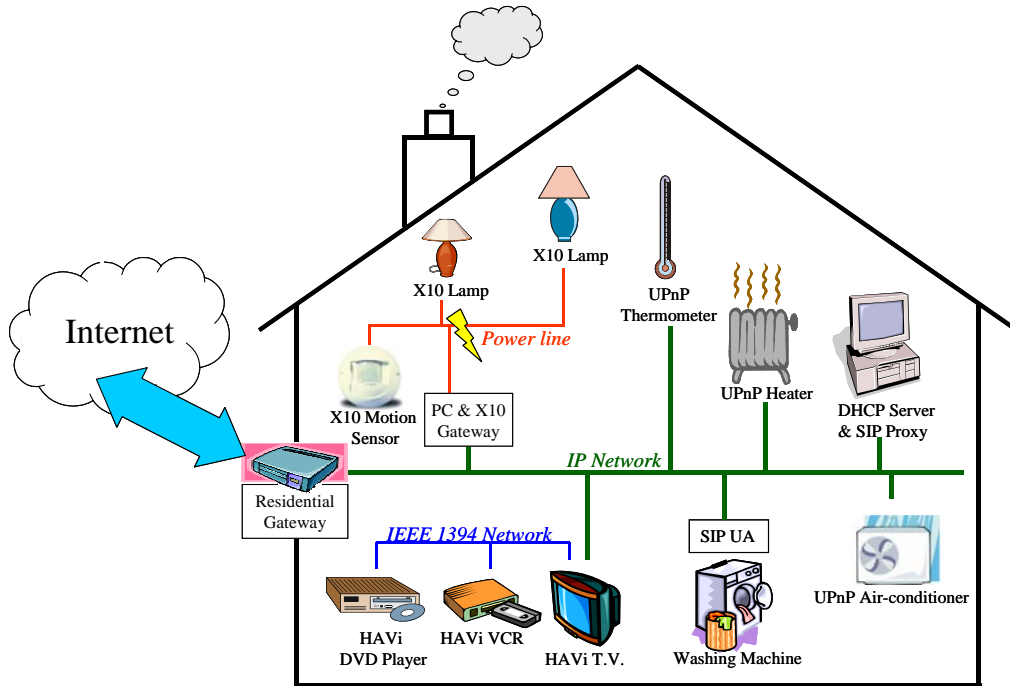 X10 Lamp
X10 Lamp
UPnP
Thermometer
Internet
Power line
UPnP Heater
X10 Motion
Sensor
PC & X10
Gateway
DHCP Server
& SIP Proxy
IP Network
Residential
Gateway
IEEE 1394 Network
SIP UA
UPnP Air-conditioner
HAVi
DVD Player
HAVi VCR
HAVi T.V.
Washing Machine